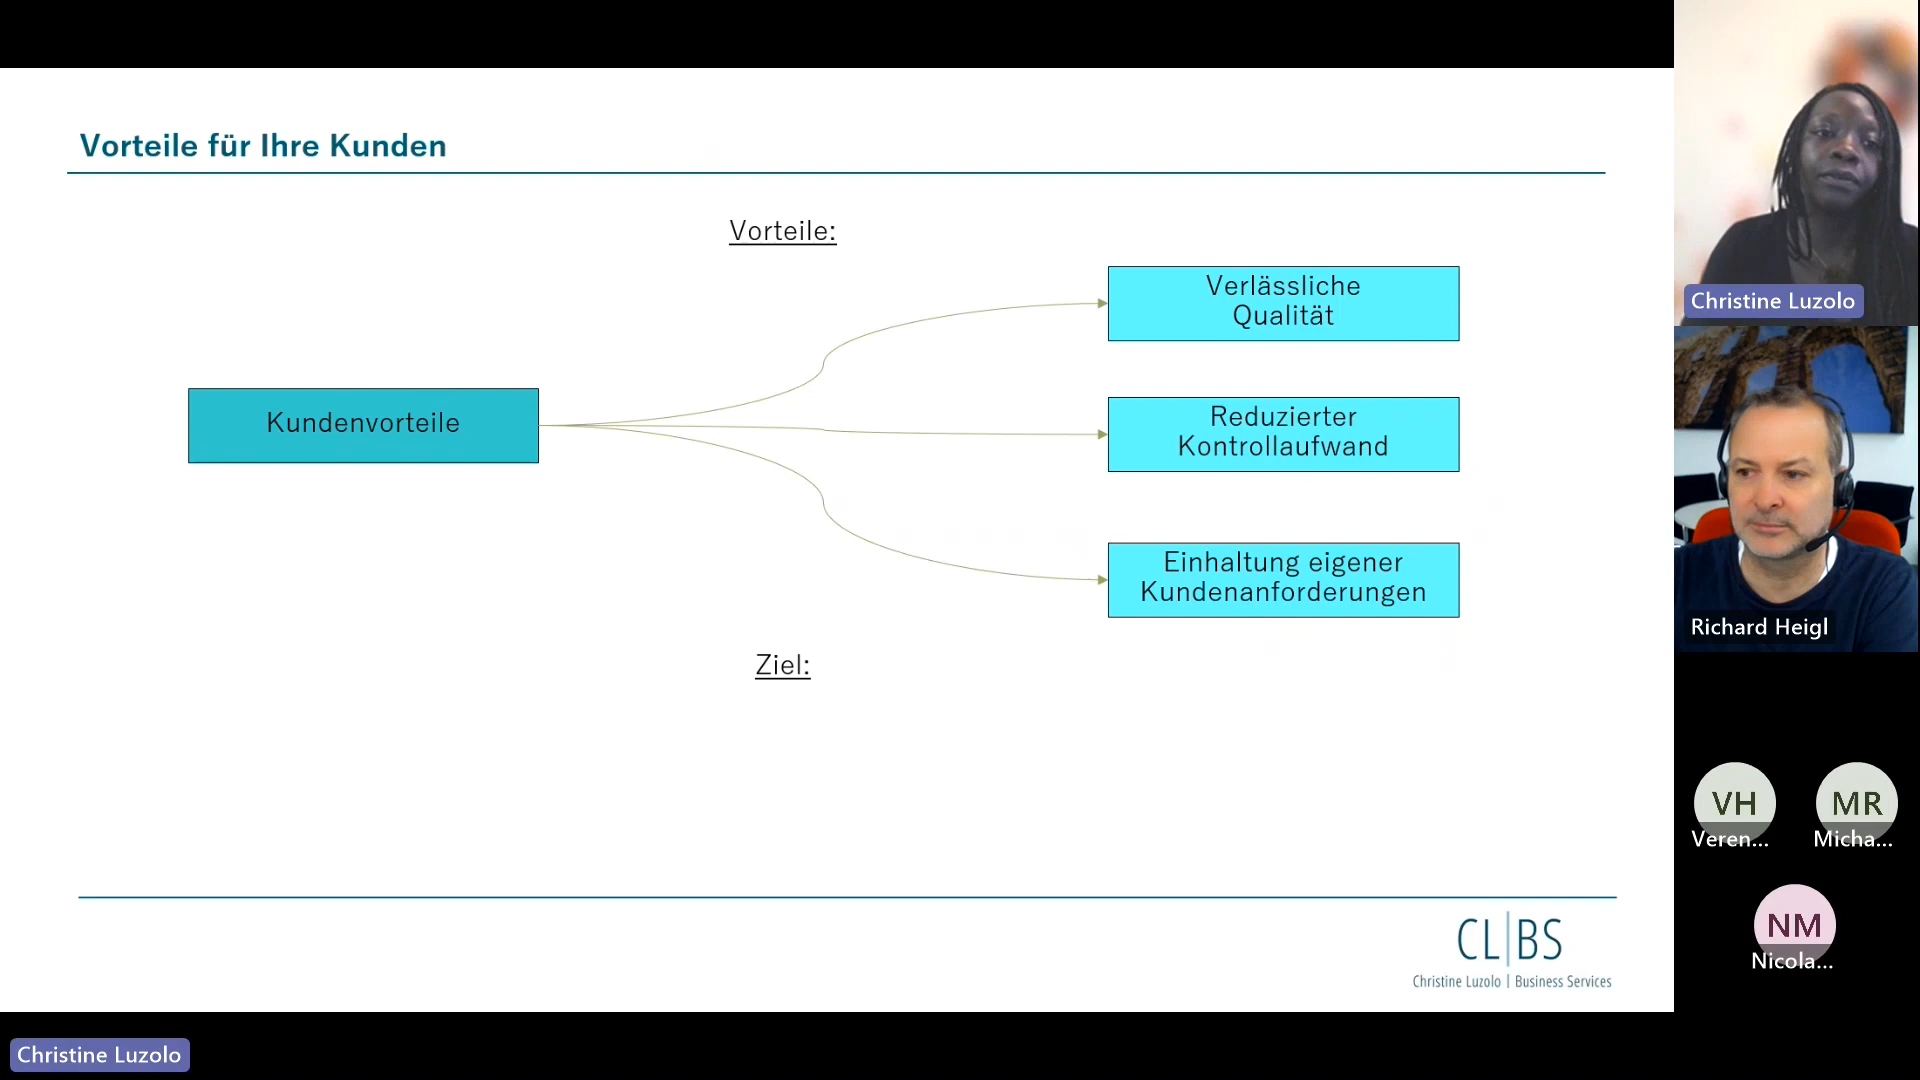 Vorteile für Ihre Kunden
Vorteile:
Kundenvorteile
Verlässliche
Qualität
Reduzierter
Kontrollaufwand
Einhaltung eigener
Kundenanforderungen
Ziel:
CL|BS
Christine Luzolo | Business Services
Christine Luzolo
Christine Luzolo
Richard Heigl
VH
Veren...
MR
Micha...
NM
Nicola...